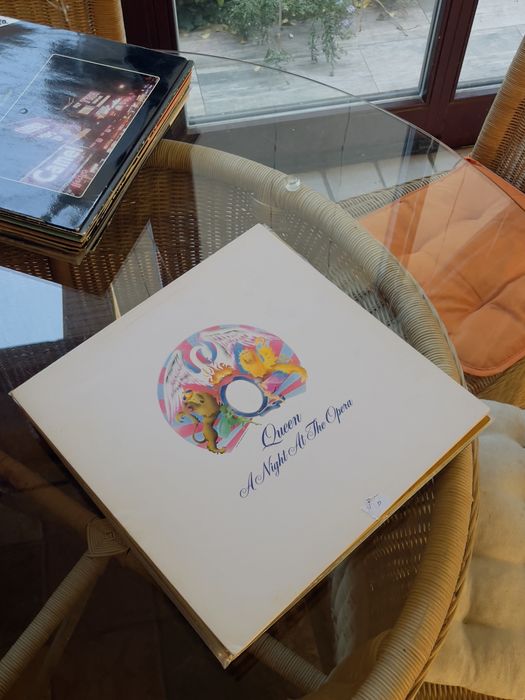 Queen
A Night At The Opera